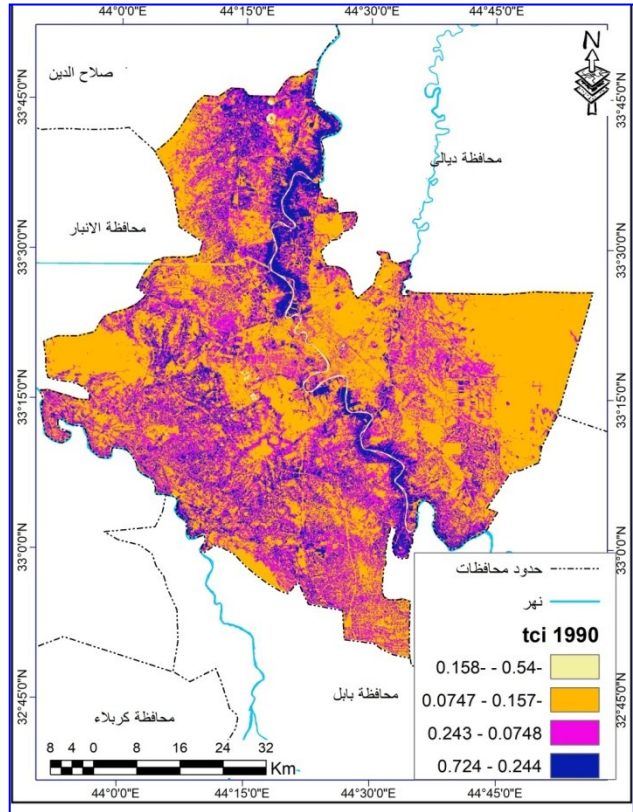 44°0'0"E 44°15'0"E 44°30'0"E 44°45'0"E
N
صلاح الدين
33°45'0"N 33°45'0"N
محافظة ديالى
محافظة الانبار
33°30'0"N 33°30'0"N
33°15'0"N 33°15'0"N
33°0'0"N 33°0'0"N
حدود محافظات
نهر
tci 1990
0.158- - 0.54-
0.0747 - 0.157-
0.243 - 0.0748
0.724 - 0.244
32°45'0"N 32°45'0"N
محافظة بابل
محافظة كربلاء
8 4 0 8 16 24 32
Km
44°0'0"E 44°15'0"E 44°30'0"E 44°45'0"E